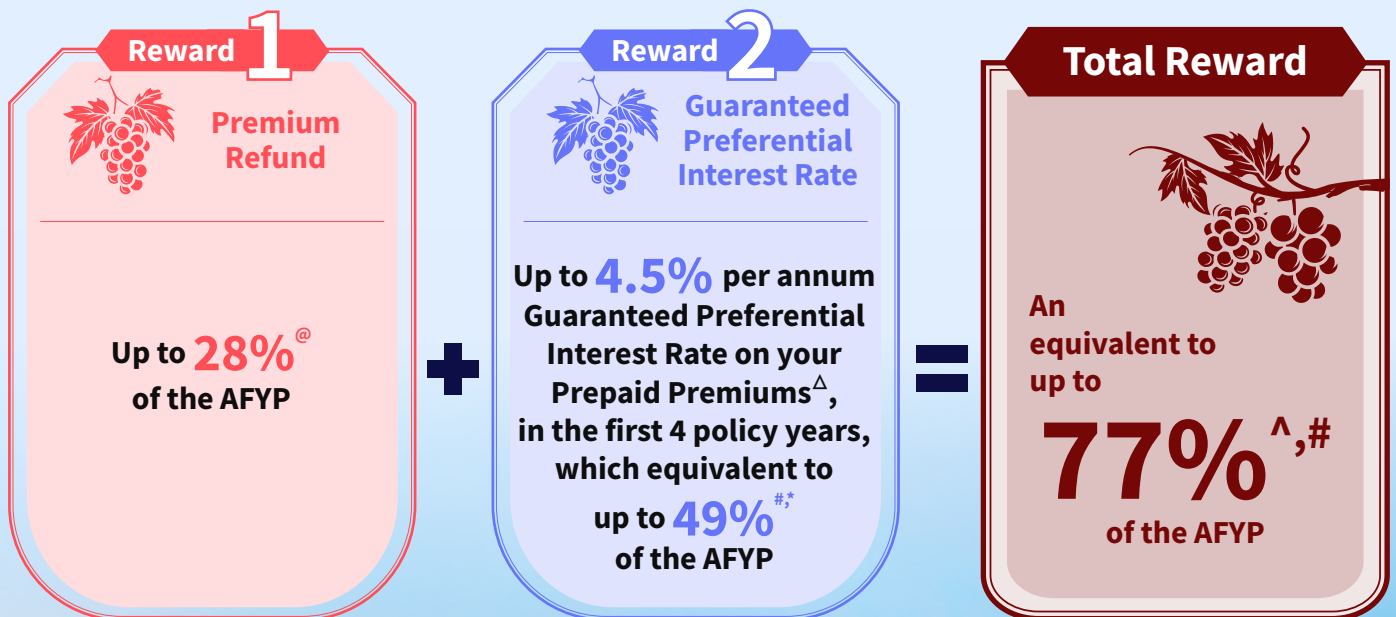 Reward 1
Premium
Refund
Up to 28%@
of the AFYP
+
Reward 2
Guaranteed
Preferential
Interest Rate
Up to 4.5% per annum
Guaranteed Preferential
Interest Rate on your
Prepaid Premiums△,
in the first 4 policy years,
which equivalent to
up to 49%#,*
of the AFYP
=
Total Reward
An
equivalent to
up to
77%^,#
of the AFYP